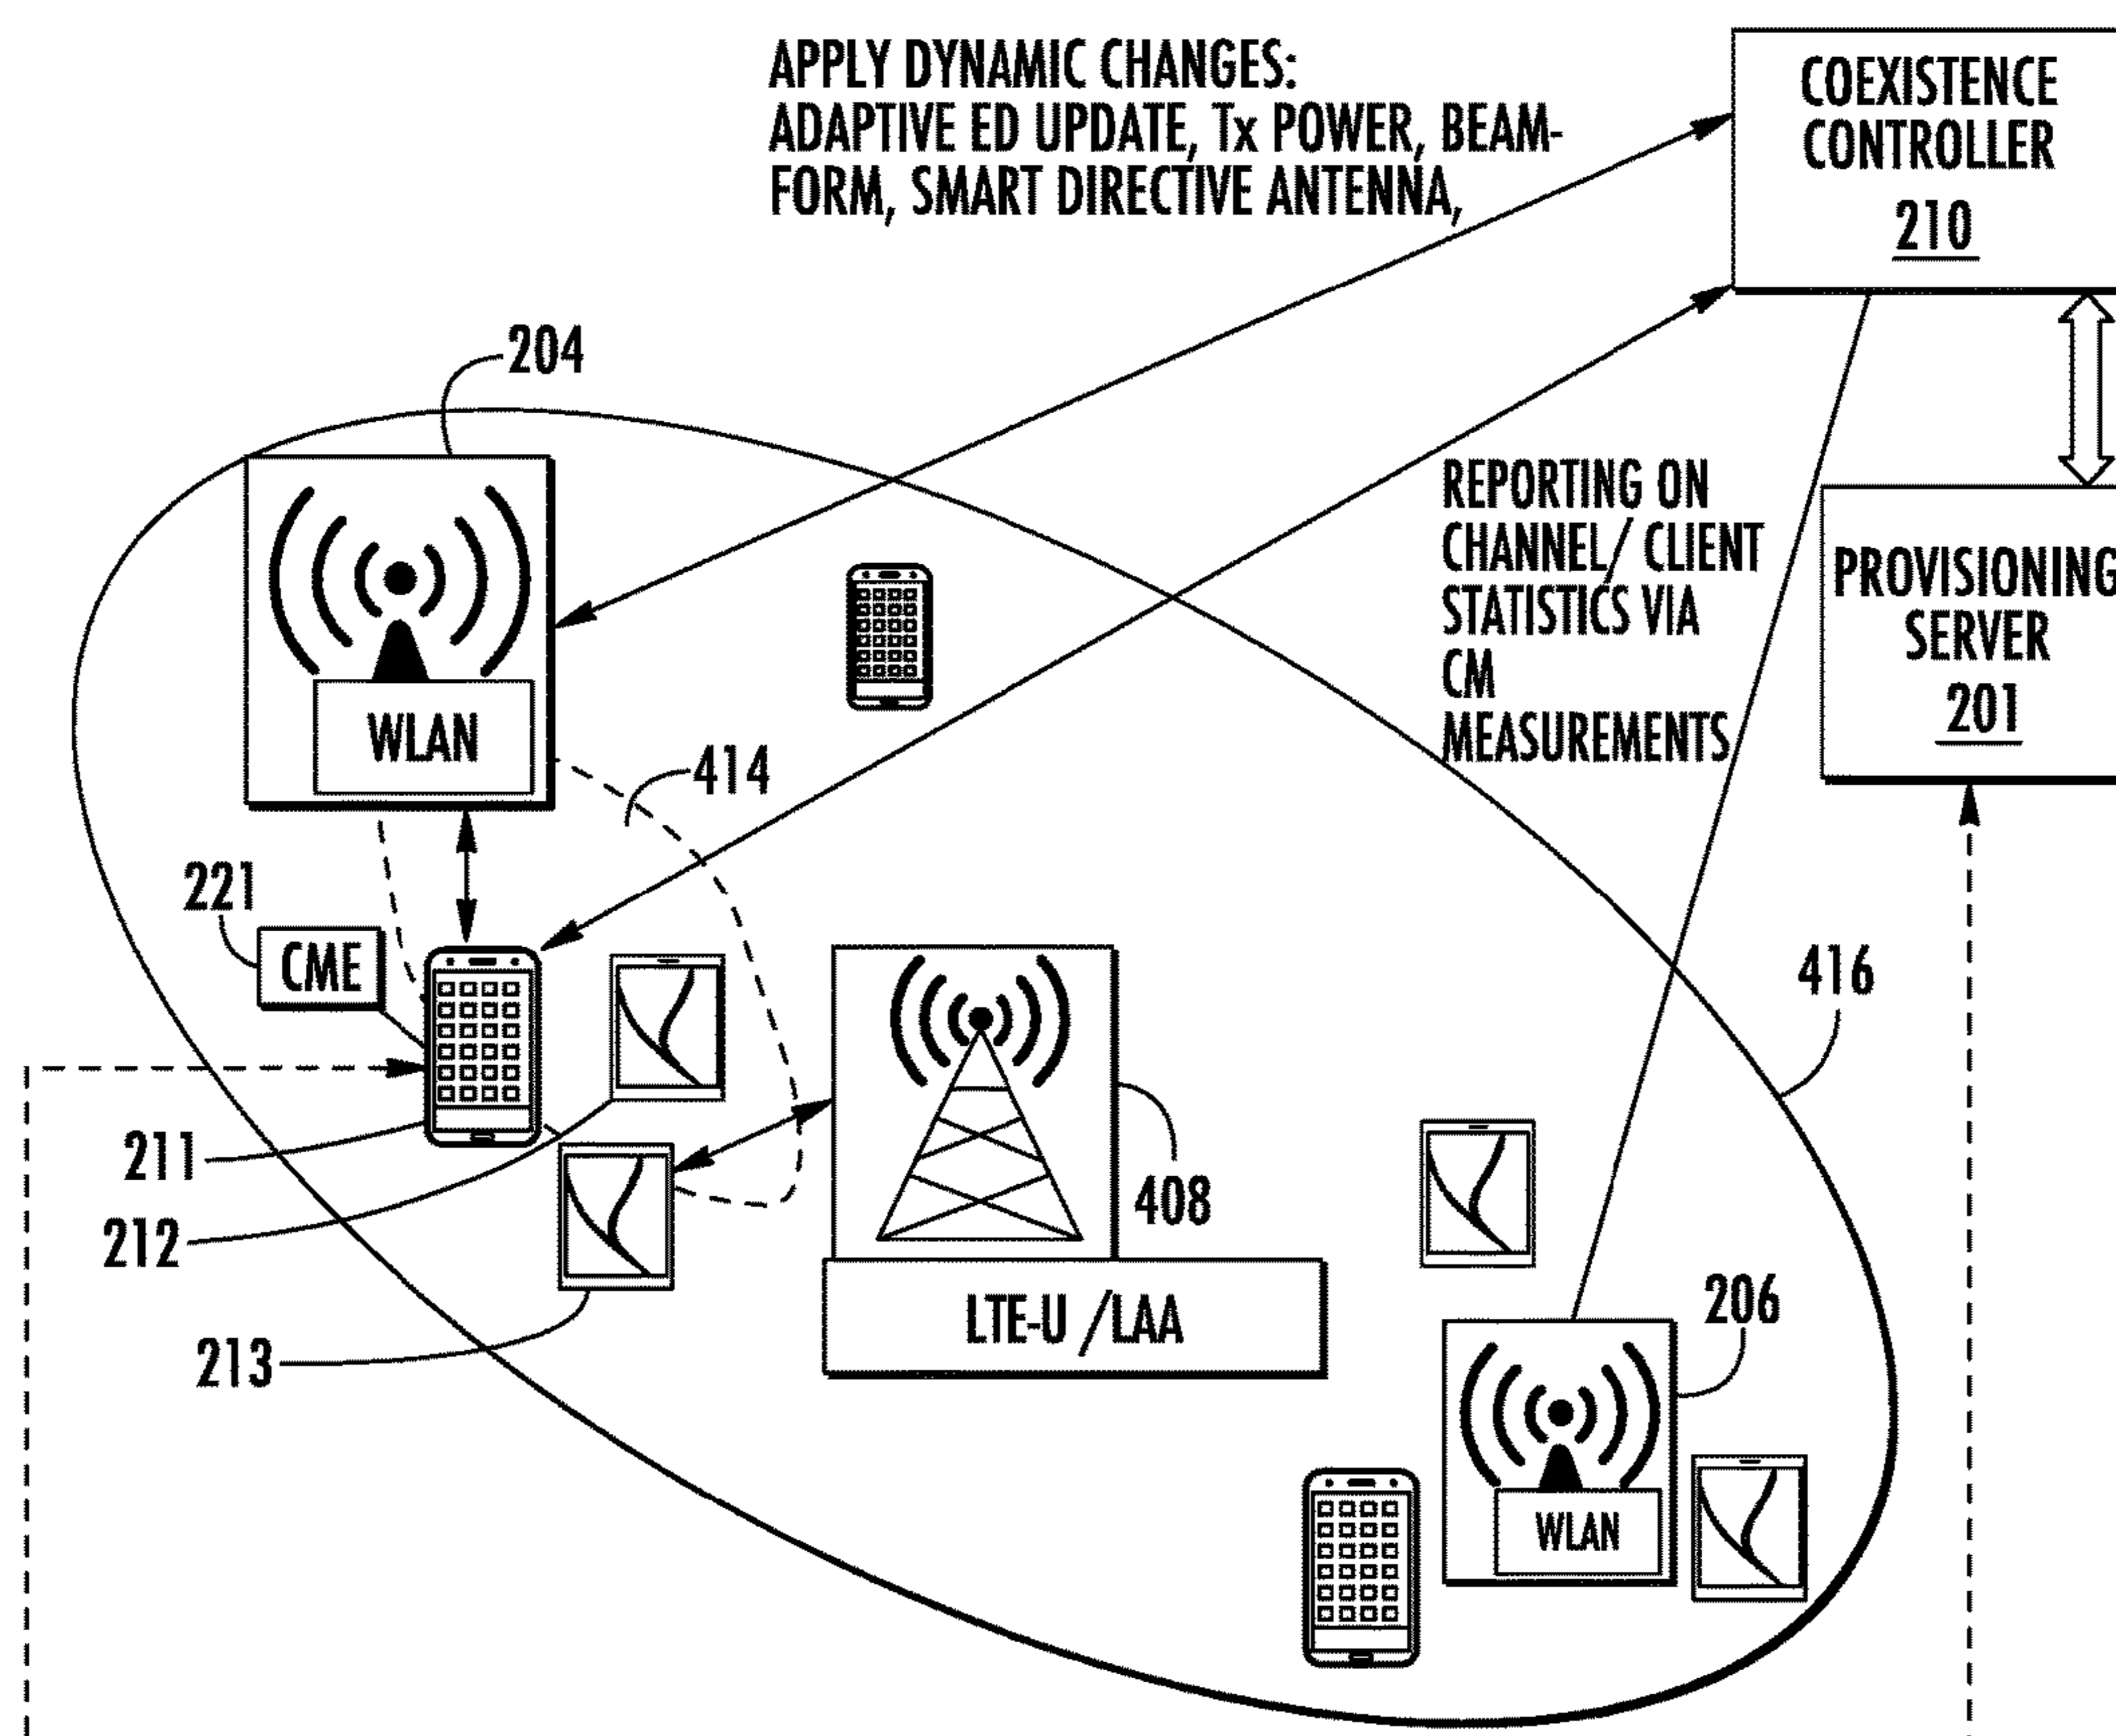 APPLY DYNAMIC CHANGES:
ADAPTIVE ED UPDATE, Tx POWER, BEAM-
FORM, SMART DIRECTIVE ANTENNA,
COEXISTENCE
CONTROLLER
210
204
REPORTING ON
CHANNEL/ CLIENT
STATISTICS VIA
CM
MEASUREMENTS
PROVISIONING
SERVER
201
WLAN
414
221
CME
416
211
212
213
408
LTE-U /LAA
206
WLAN